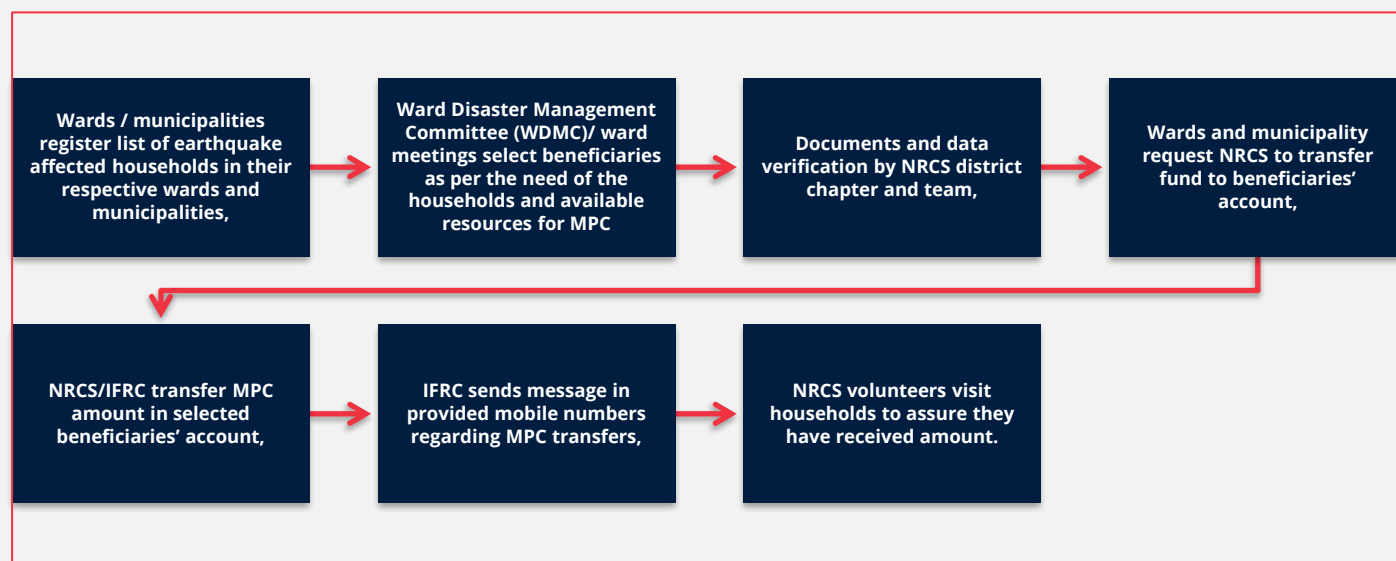 Wards / municipalities
register list of earthquake
affected households in their
respective wards and
municipalities,
Ward Disaster Management
Committee (WDMC)/ ward
meetings select beneficiaries
as per the need of the
households and available
resources for MPC
Documents and data
verification by NRCS district
chapter and team,
Wards and municipality
request NRCS to transfer
fund to beneficiaries’
account,
NRCS/IFRC transfer MPC
amount in selected
beneficiaries’ account,
IFRC sends message in
provided mobile numbers
regarding MPC transfers,
NRCS volunteers visit
households to assure they
have received amount.